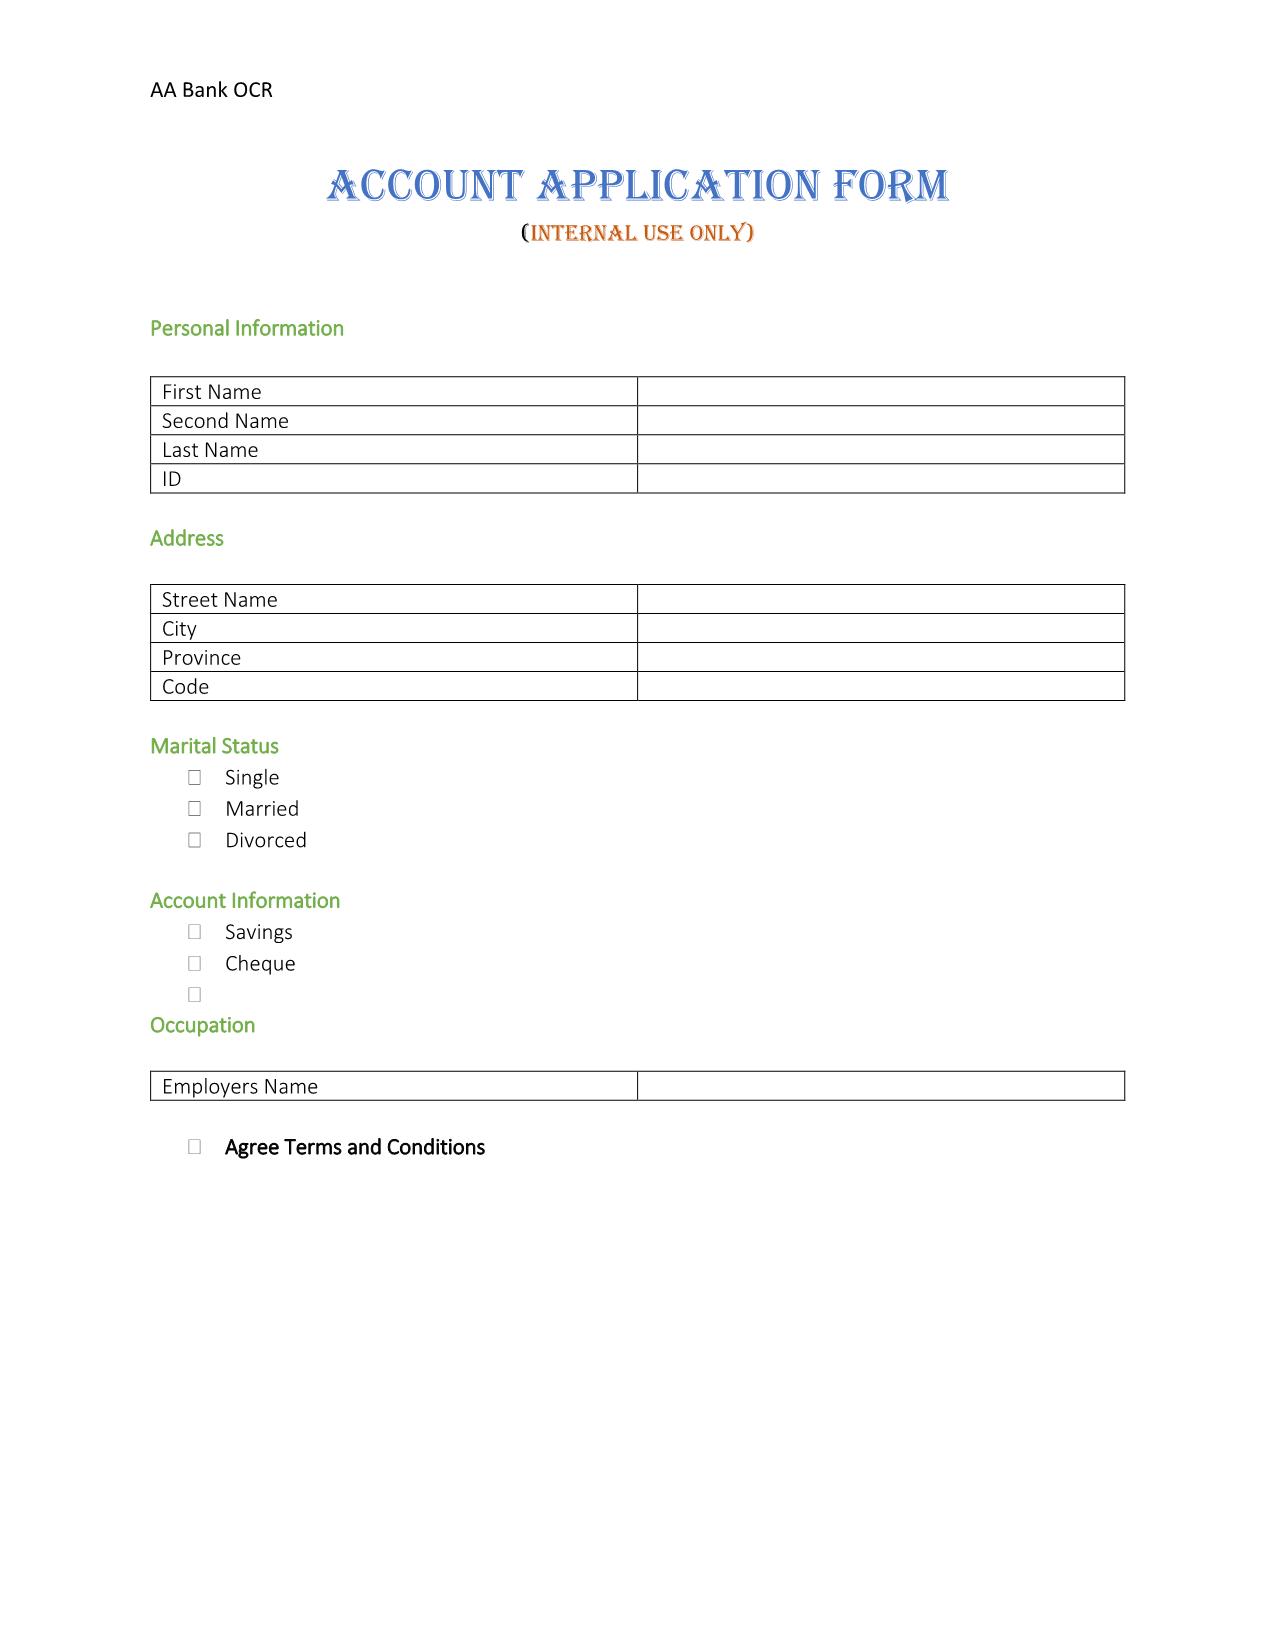 AA Bank OCR
ACCOUNT APPLICATION FORM
(INTERNAL USE ONLY)
Personal Information
First Name
Second Name
Last Name
ID
Address
Street Name
City
Province
Code
Marital Status
☐ Single
☐ Married
☐ Divorced
Account Information
☐ Savings
☐ Cheque
☐
Occupation
Employers Name
☐ Agree Terms and Conditions